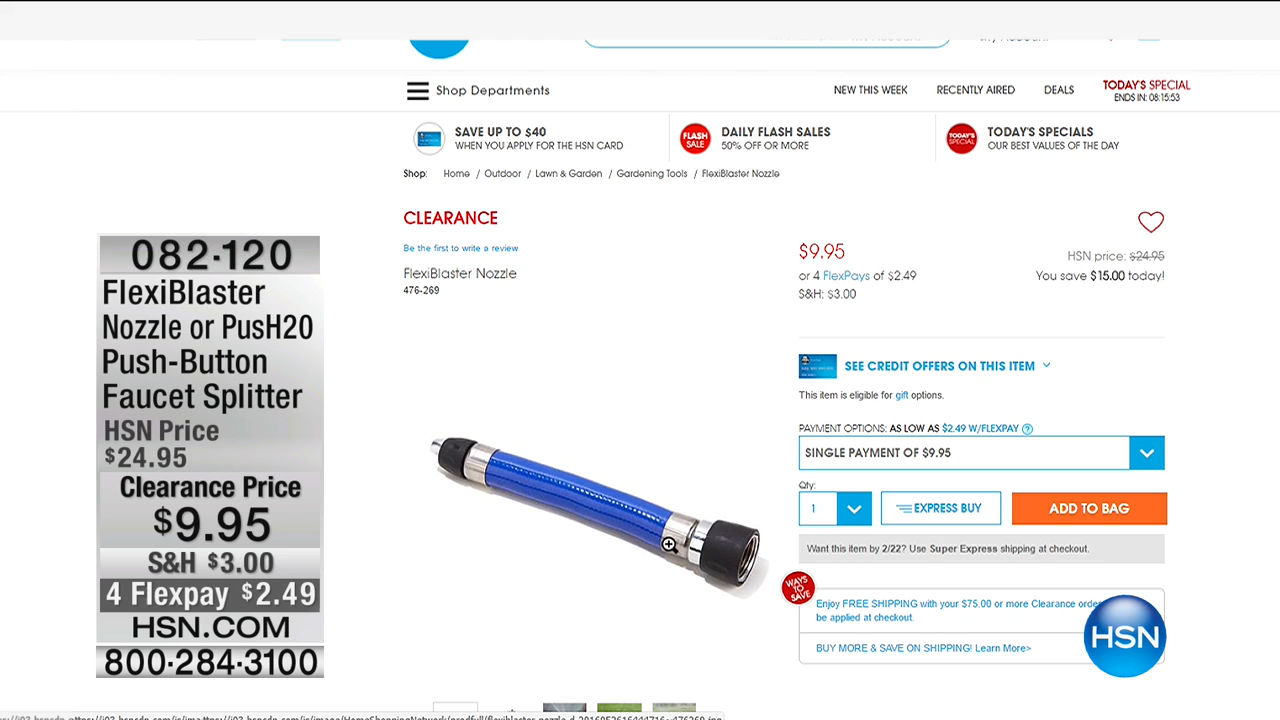 Shop Departments
NEW THIS WEEK
RECENTLY AIRED
DEALS
TODAY'S SPECIAL
ENDS IN: 08:15:53
SAVE UP TO $40
WHEN YOU APPLY FOR THE HSN CARD
FLASH
SALE
DAILY FLASH SALES
50% OFF OR MORE
TODAY'S
SPECIAL
TODAY'S SPECIALS
OUR BEST VALUES OF THE DAY
Shop: Home / Outdoor / Lawn & Garden / Gardening Tools / FlexiBlaster Nozzle
CLEARANCE
Be the first to write a review
FlexiBlaster Nozzle
476-269
$9.95
or 4 FlexPays of $2.49
S&H: $3.00
HSN price: $24.95
You save $15.00 today!
SEE CREDIT OFFERS ON THIS ITEM
This item is eligible for gift options.
PAYMENT OPTIONS: AS LOW AS $2.49 W/FLEXPAY ?
SINGLE PAYMENT OF $9.95
Qty:
1
EXPRESS BUY
ADD TO BAG
Want this item by 2/22? Use Super Express shipping at checkout.
WAYS
TO
SAVE
Enjoy FREE SHIPPING with your $75.00 or more Clearance
be applied at checkout.
BUY MORE & SAVE ON SHIPPING! Learn More>
HSN
082·120
FlexiBlaster
Nozzle or PusH20
Push-Button
Faucet Splitter
HSN Price
$24.95
Clearance Price
$9.95
S&H $3.00
4 Flexpay $2.49
HSN.COM
800·284·3100